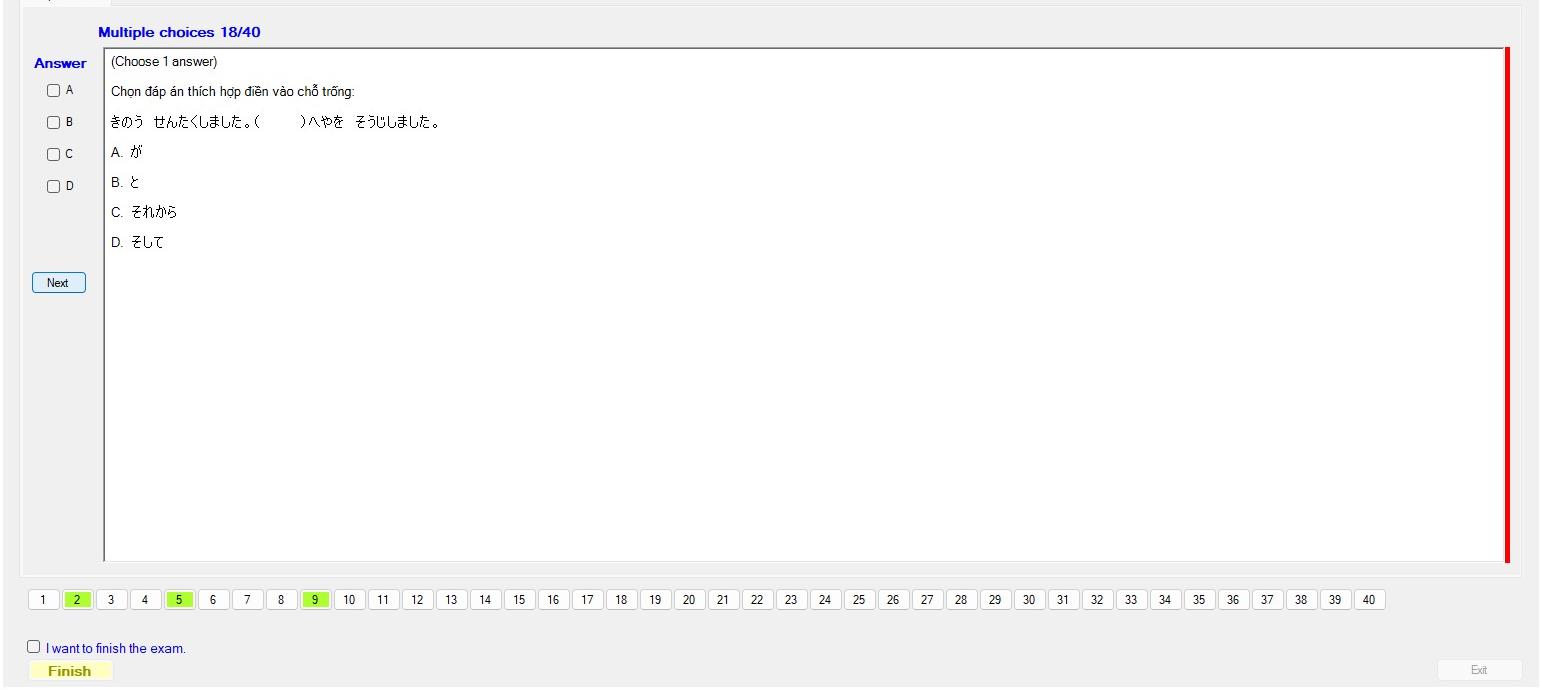 Multiple choices 18/40
Answer
(Choose 1 answer)
A
Chọn đáp án thích hợp điền vào chỗ trống:
B
きのう　せんたくしました。(　　　)へやを　そうじしました。
C
A. が
D
B. と
C. それから
D. そして
Next
1 2 3 4 5 6 7 8 9 10 11 12 13 14 15 16 17 18 19 20 21 22 23 24 25 26 27 28 29 30 31 32 33 34 35 36 37 38 39 40
I want to finish the exam.
Finish
Exit